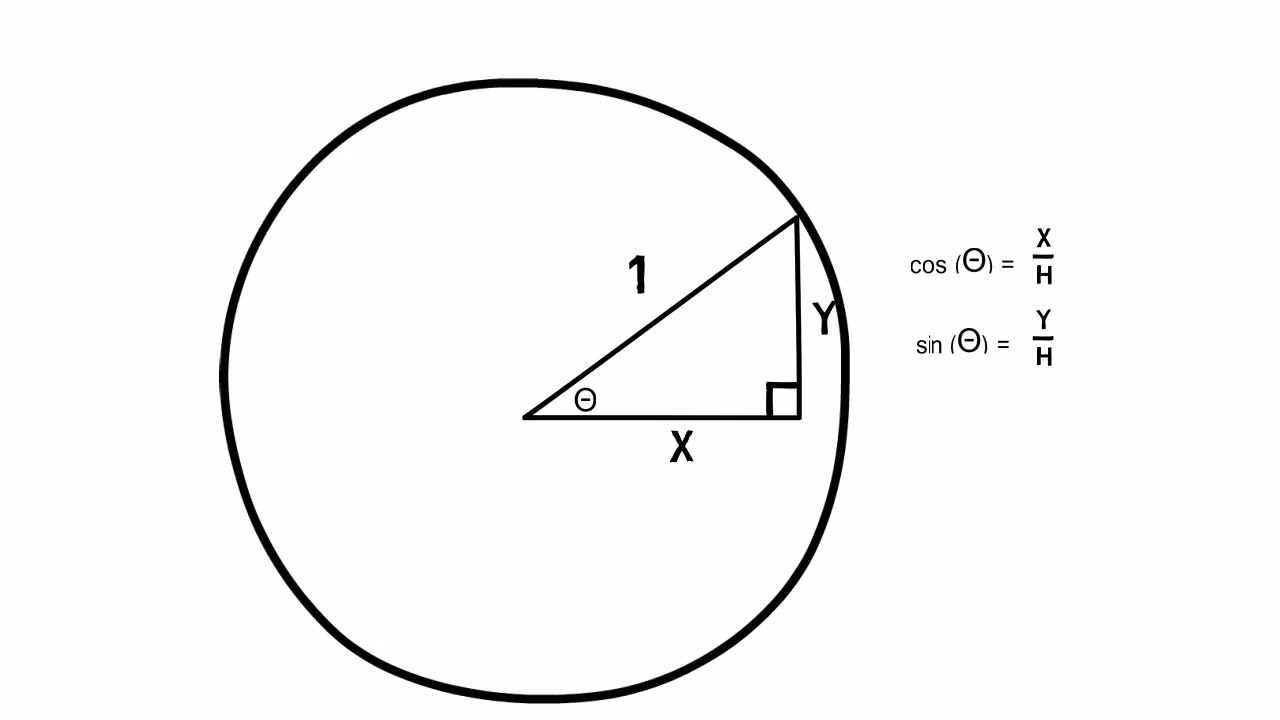 1
Y
Θ
X
cos (Θ) = X/H
sin (Θ) = Y/H